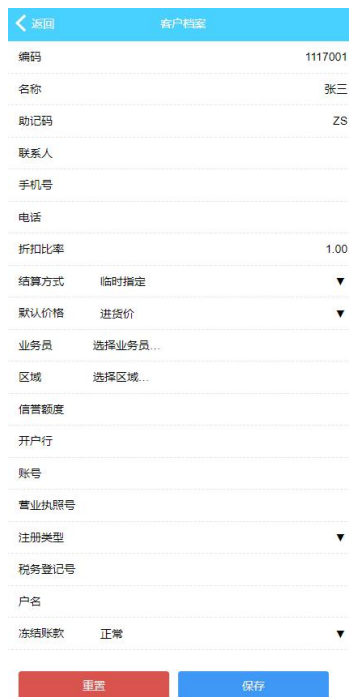 返回 客户档案
编码 1117001
名称 张三
助记码 ZS
联系人
手机号
电话
折扣比率 1.00
结算方式 临时指定
默认价格 进货价
业务员 选择业务员...
区域 选择区域...
信誉额度
开户行
账号
营业执照号
注册类型
税务登记号
户名
冻结账款 正常
重置 保存